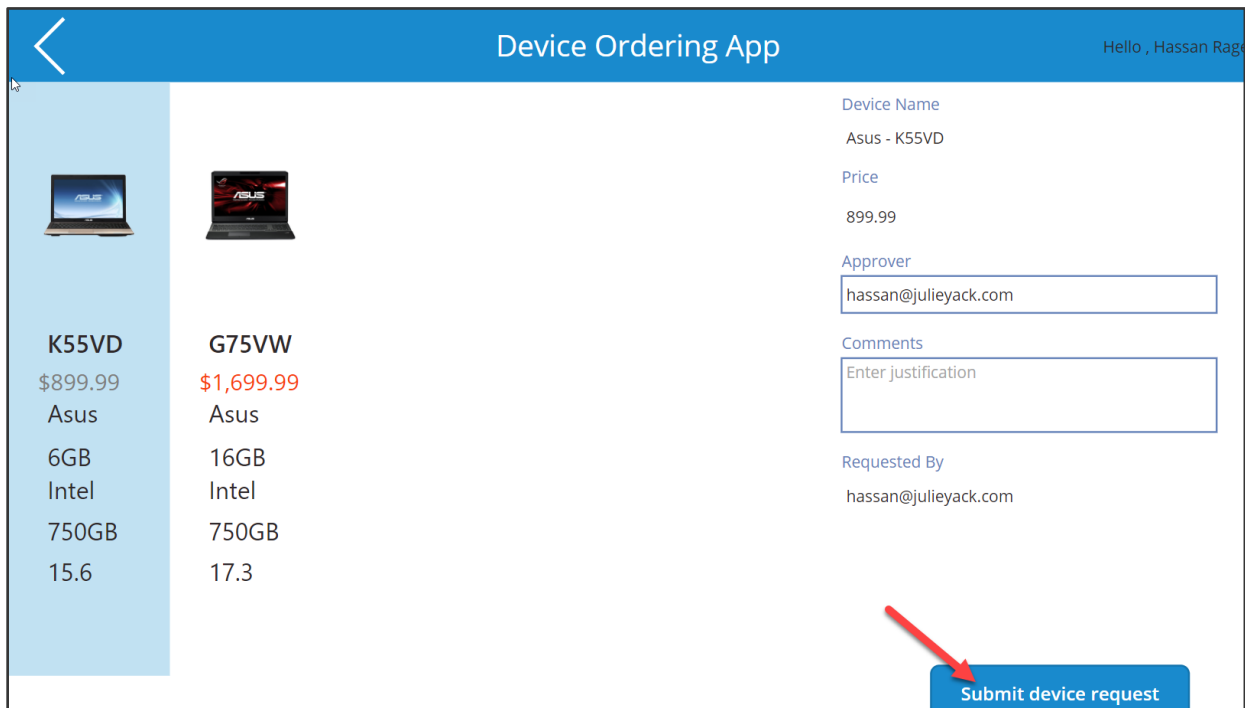 Device Ordering App
Hello , Hassan Rage
ASUS
ASUS
K55VD
$899.99
Asus
6GB
Intel
750GB
15.6
G75VW
$1,699.99
Asus
16GB
Intel
750GB
17.3
Device Name
Asus - K55VD
Price
899.99
Approver
hassan@julieyack.com
Comments
Enter justification
Requested By
hassan@julieyack.com
Submit device request